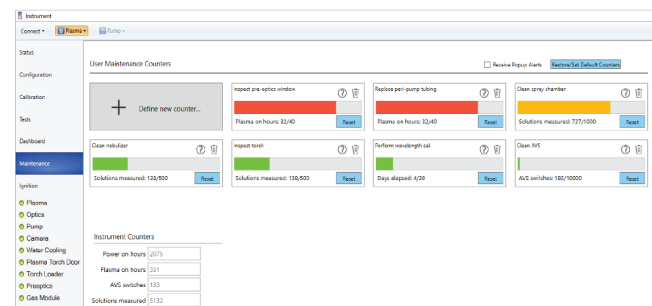 Instrument
Connect
Plasma
Pump
Status
Configuration
Calibration
Tests
Dashboard
Maintenance
Ignition
Plasma
Optics
Pump
Camera
Water Cooling
Plasma Torch Door
Torch Loader
Preoptics
Gas Module
User Maintenance Counters
Receive Popup Alerts
Restore/Set Default Counters
Define new counter...
Inspect pre-optics window
Plasma on hours: 32/40
Reset
Replace peri-pump tubing
Plasma on hours: 32/40
Reset
Clean spray chamber
Solutions measured: 727/1000
Reset
Clean nebulizer
Solutions measured: 128/500
Reset
Inspect torch
Solutions measured: 128/500
Reset
Perform wavelength cal.
Days elapsed: 4/30
Reset
Clean AVS
AVS switches: 183/10000
Reset
Instrument Counters
Power on hours 2075
Plasma on hours 331
AVS switches 183
Solutions measured 5132